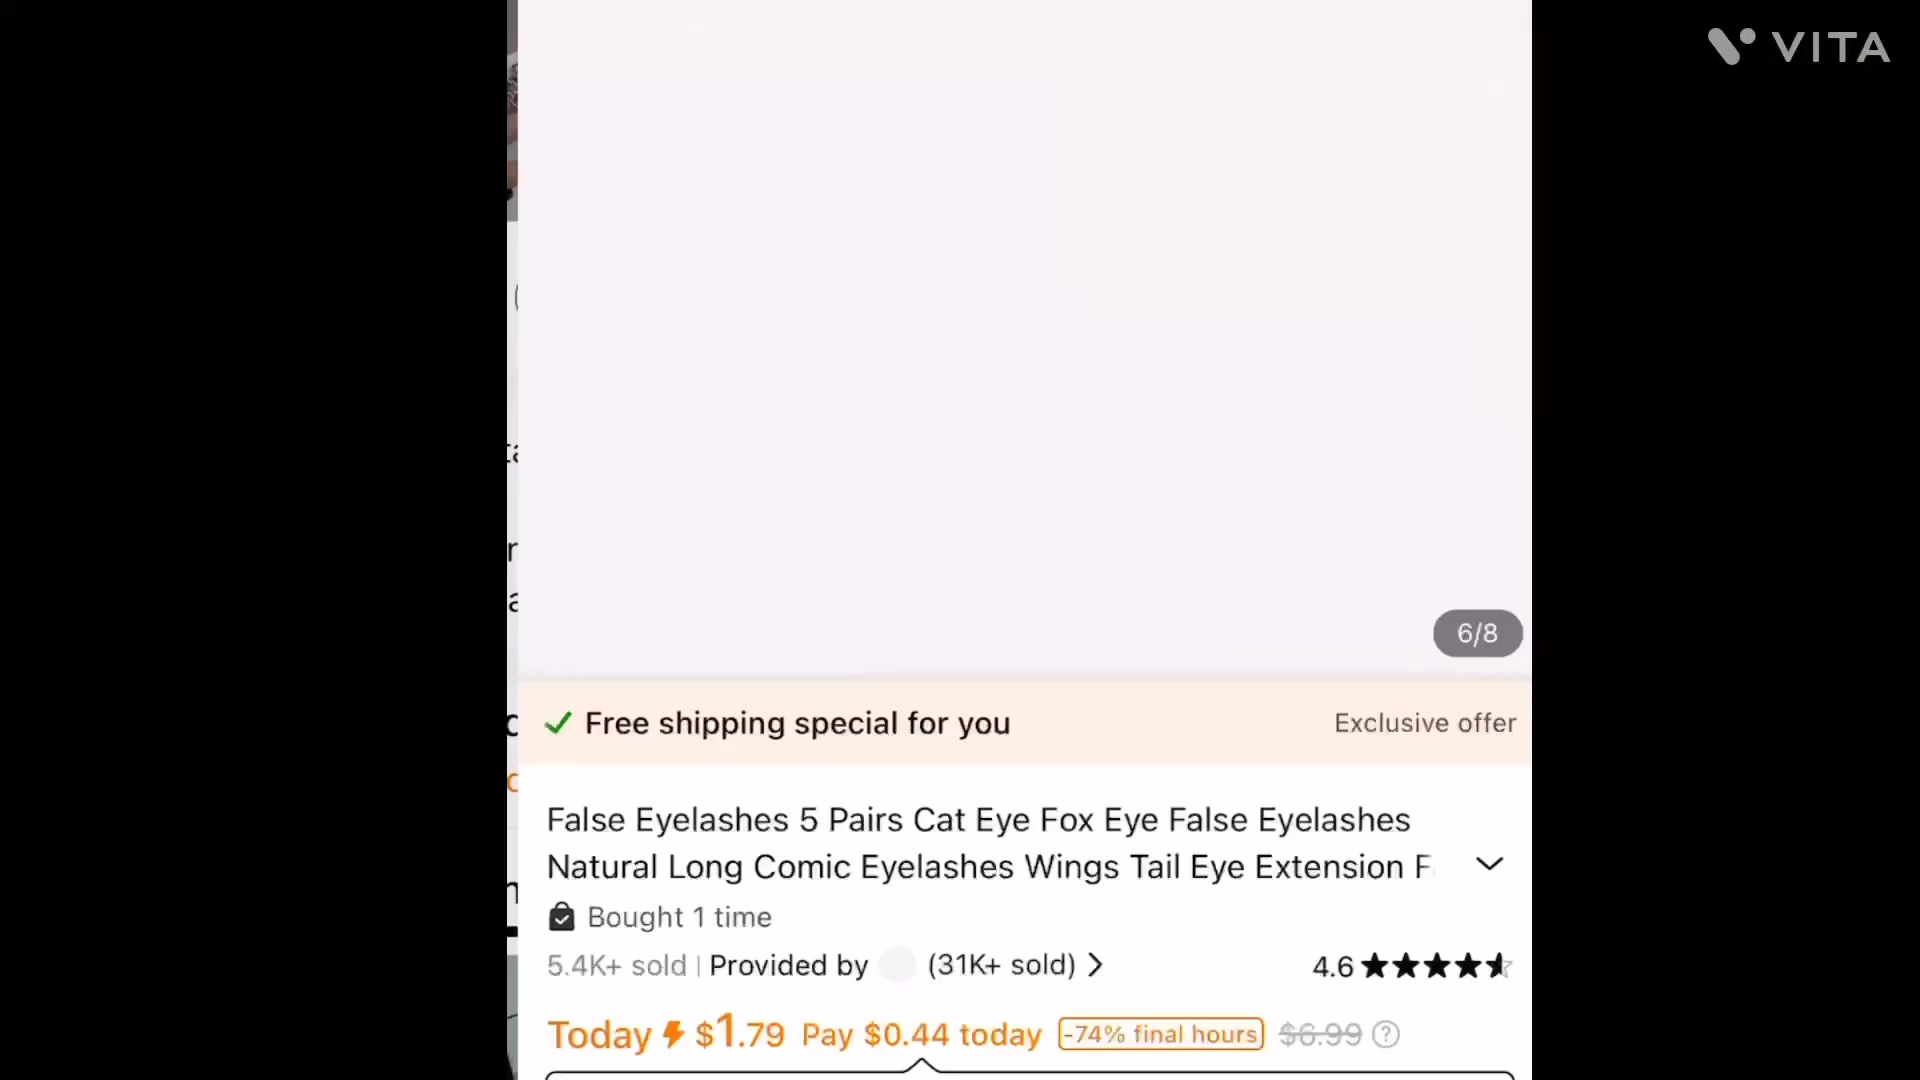 VITA
6/8
Free shipping special for you
Exclusive offer
False Eyelashes 5 Pairs Cat Eye Fox Eye False Eyelashes
Natural Long Comic Eyelashes Wings Tail Eye Extension
Bought 1 time
5.4K+ sold | Provided by (31K+ sold)
4.6
Today $1.79 Pay $0.44 today -74% final hours $6.99